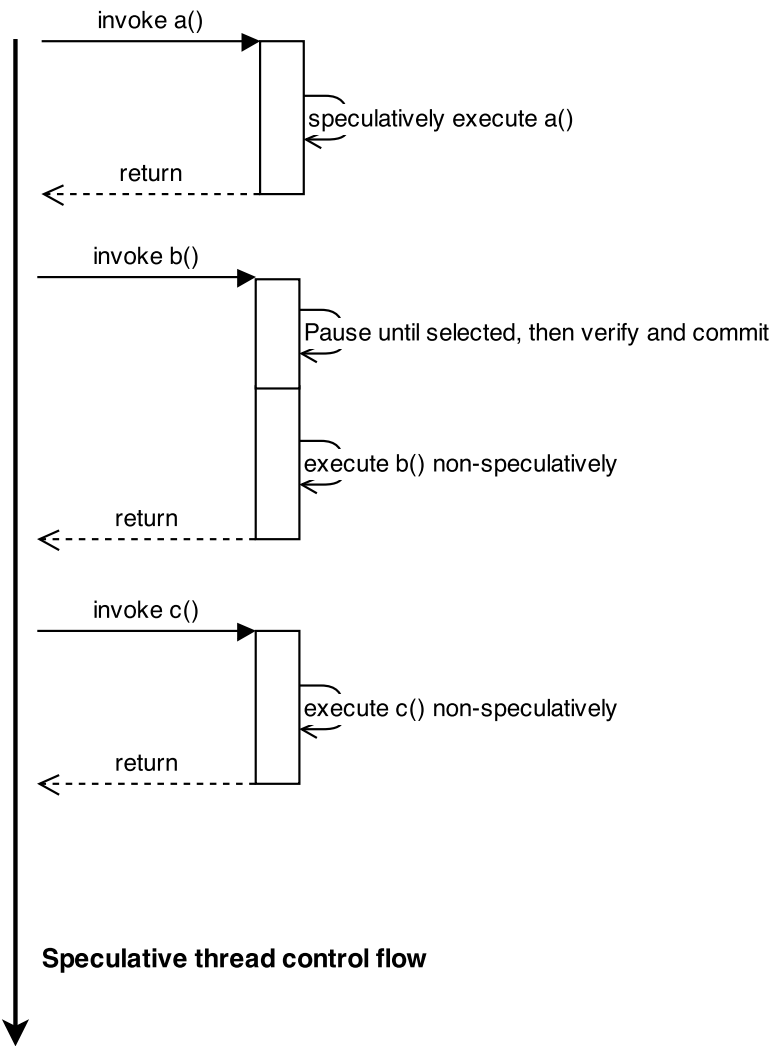 invoke a()
speculatively execute a()
return
invoke b()
Pause until selected, then verify and commit
execute b() non-speculatively
return
invoke c()
execute c() non-speculatively
return
Speculative thread control flow